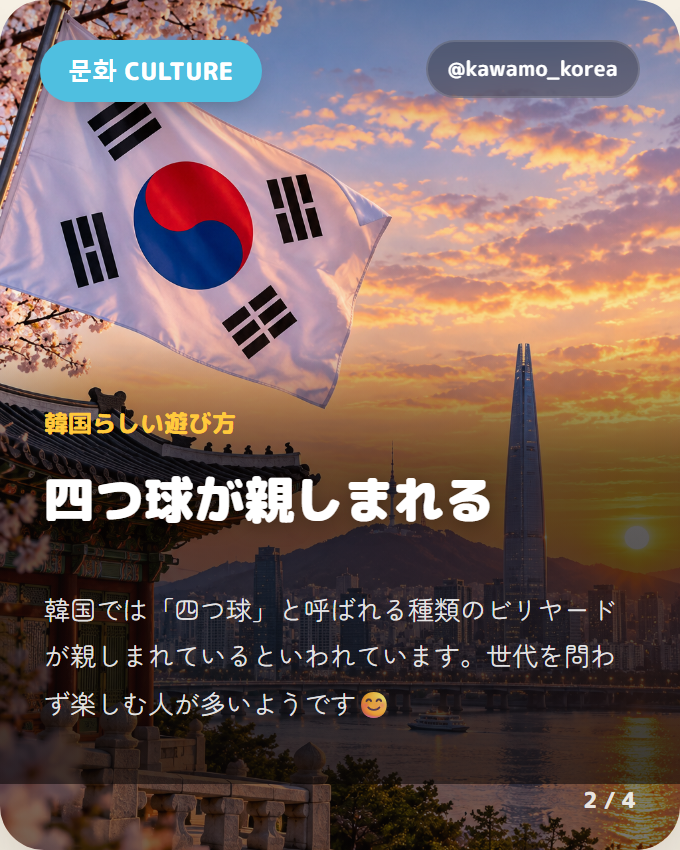 문화 CULTURE
@kawamo_korea
韓国らしい遊び方
四つ球が親しまれる
韓国では「四つ球」と呼ばれる種類のビリヤード
が親しまれているといわれています。世代を問わ
ず楽しむ人が多いようです😊
2 / 4